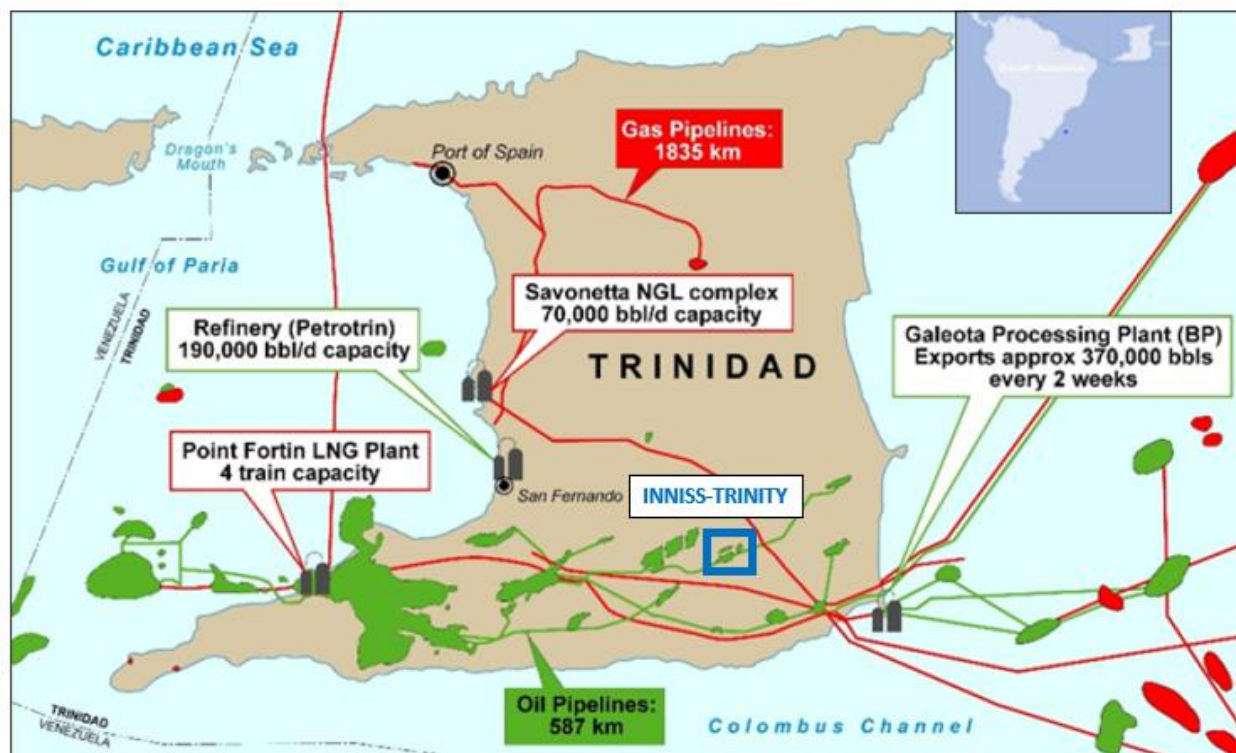 Caribbean Sea
South America
Dragon's
Mouth
Port of Spain
Gas Pipelines:
1835 km
Gulf of Paria
VENEZUELA
TRINIDAD
Savonetta NGL complex
70,000 bbl/d capacity
Refinery (Petrotrin)
190,000 bbl/d capacity
Galeota Processing Plant (BP)
Exports approx 370,000 bbls
every 2 weeks
TRINIDAD
Point Fortin LNG Plant
4 train capacity
San Fernando
INNISS-TRINITY
Oil Pipelines:
587 km
TRINIDAD
VENEZUELA
Colombus Channel